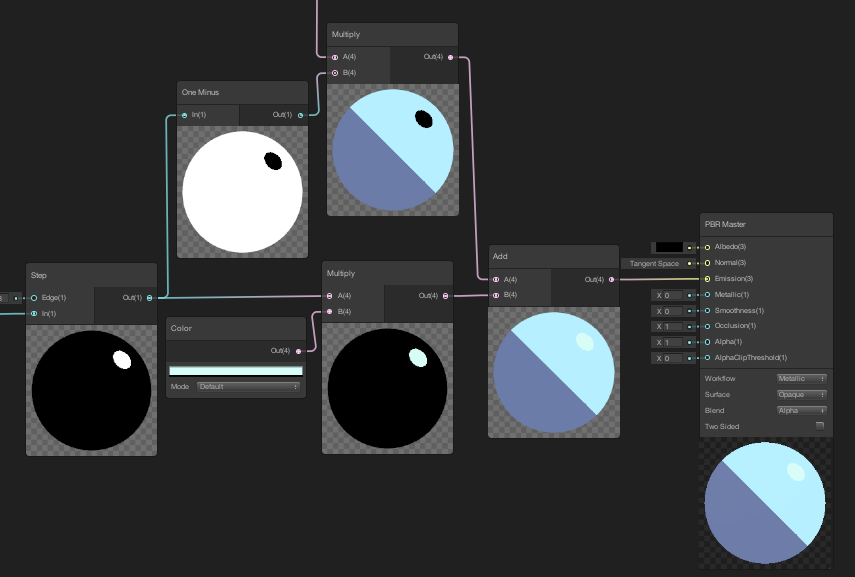 Multiply
A(4) Out(4)
B(4)
One Minus
In(1) Out(1)
Step
Edge(1) Out(1)
In(1)
Color
Out(4)
Mode Default
Multiply
A(4) Out(4)
B(4)
Add
A(4) Out(4)
B(4)
PBR Master
Albedo(3)
Tangent Space Normal(3)
Emission(3)
X 0 Metallic(1)
X 0 Smoothness(1)
X 1 Occlusion(1)
X 1 Alpha(1)
X 0 AlphaClipThreshold(1)
Workflow Metallic
Surface Opaque
Blend Alpha
Two Sided